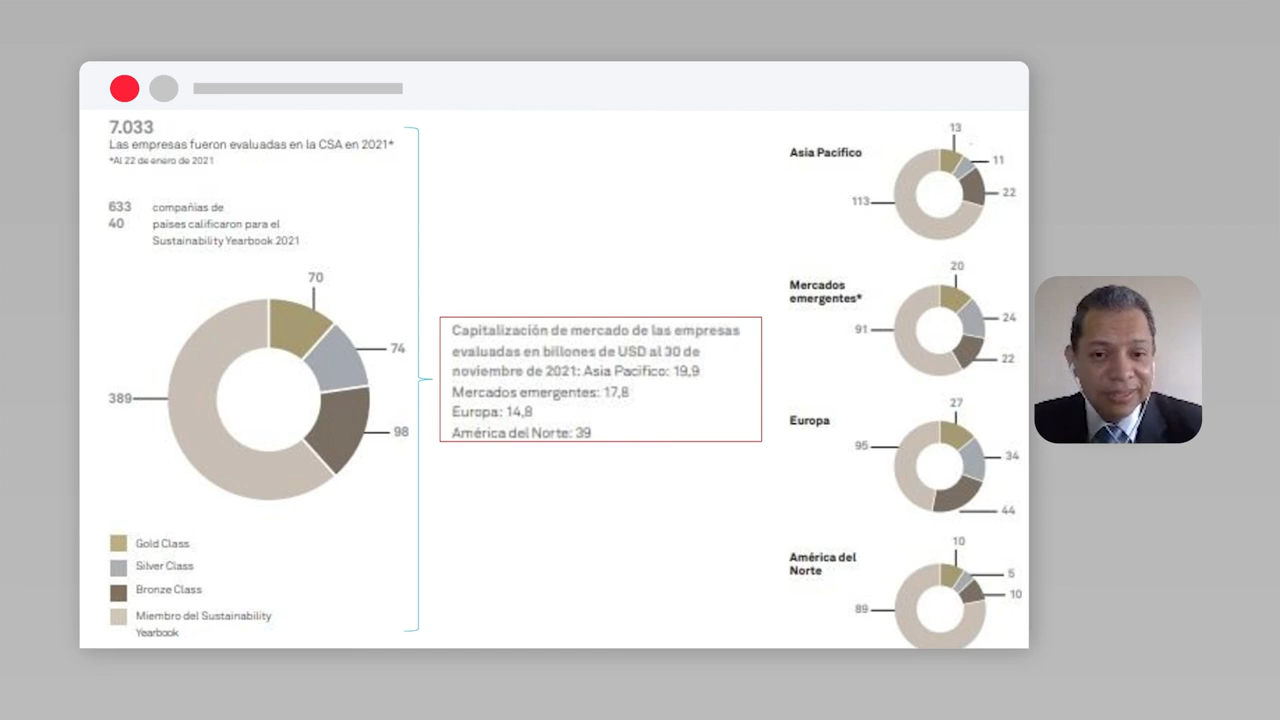 7.033
Las empresas fueron evaluadas en la CSA en 2021*
*Al 22 de enero de 2021
633 compañias de
40 paises calificaron para el
Sustainability Yearbook 2021
70
74
389
98
Gold Class
Silver Class
Bronze Class
Miembro del Sustainability
Yearbook
Capitalización de mercado de las empresas
evaluadas en billones de USD al 30 de
noviembre de 2021: Asia Pacifico: 19,9
Mercados emergentes: 17,8
Europa: 14,8
América del Norte: 39
Asia Pacífico
13
11
22
113
Mercados
emergentes*
20
24
91
22
Europa
27
95
34
44
América del
Norte
10
5
10
89